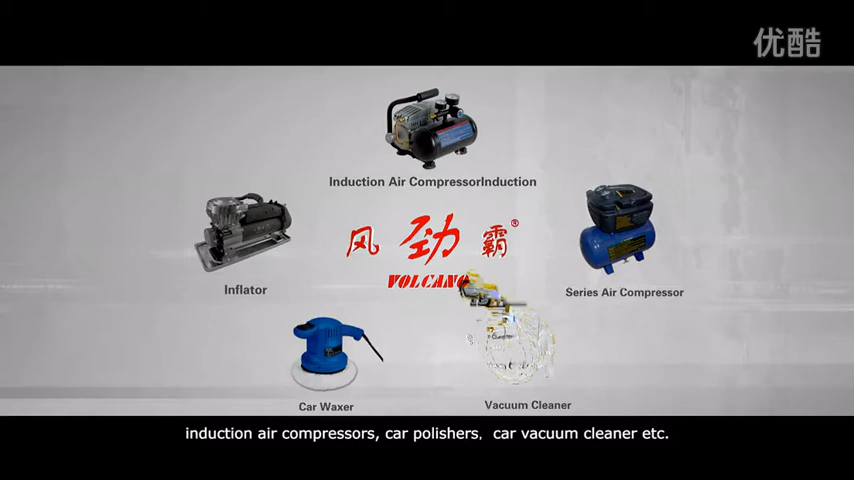 优酷
Induction Air CompressorInduction
风劲霸®
VOLCANO
Inflator
Series Air Compressor
Car Waxer
Vacuum Cleaner
induction air compressors, car polishers, car vacuum cleaner etc.